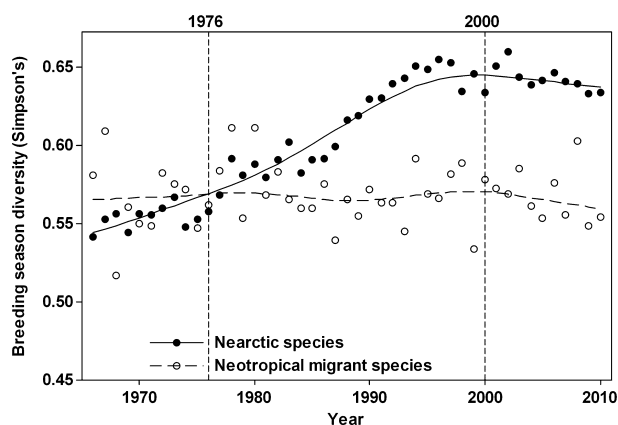 1976 2000
Breeding season diversity (Simpson's)
0.65
0.60
0.55
0.50
0.45
Nearctic species
Neotropical migrant species
1970 1980 1990 2000 2010
Year